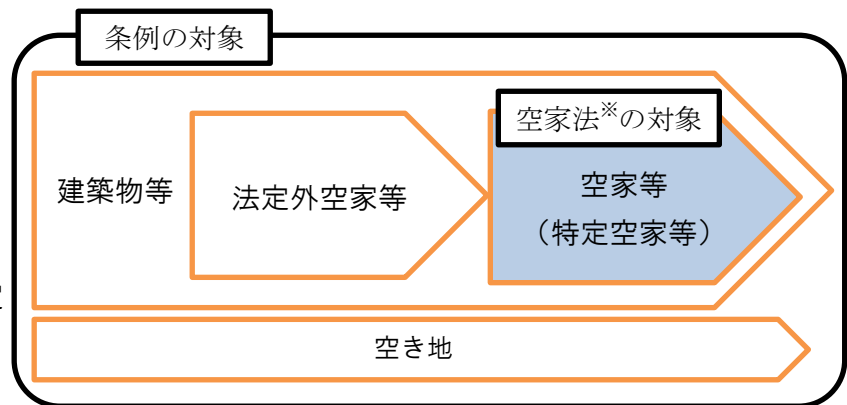 条例の対象
空家法※の対象
建築物等
法定外空家等
空家等
（特定空家等）
空き地